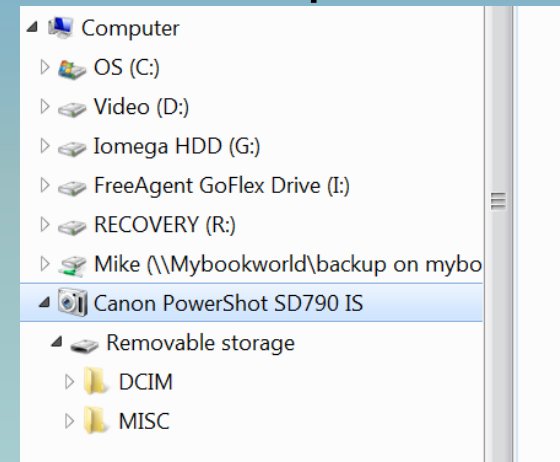 Computer
OS (C:)
Video (D:)
Iomega HDD (G:)
FreeAgent GoFlex Drive (I:)
RECOVERY (R:)
Mike (\\Mybookworld\backup on mybo
Canon PowerShot SD790 IS
Removable storage
DCIM
MISC